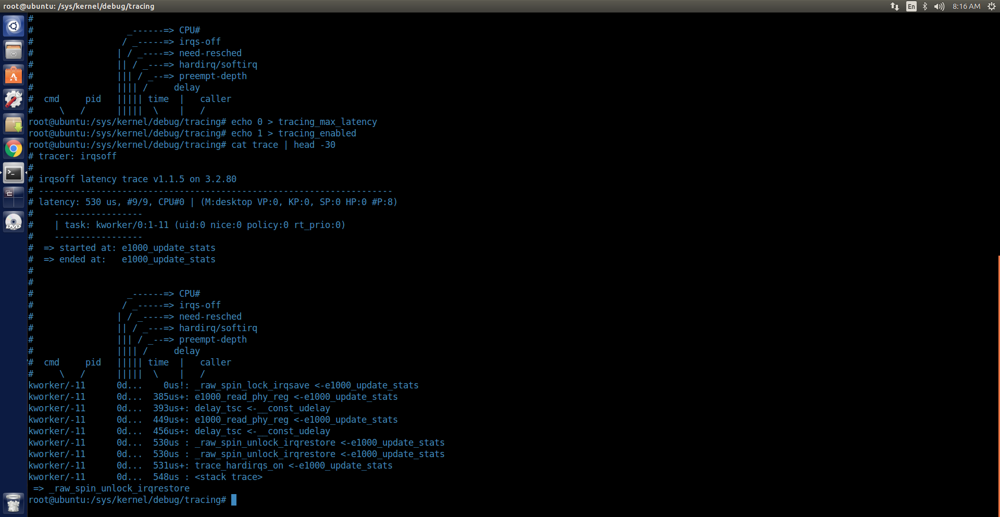 root@ubuntu: /sys/kernel/debug/tracing
En
8:16 AM
#
#                  _------=> CPU#
#                 / _-----=> irqs-off
#                | / _----=> need-resched
#                || / _---=> hardirq/softirq
#                ||| / _--=> preempt-depth
#                |||| /     delay
#  cmd     pid   ||||| time  |   caller
#     \   /      |||||  \    |   /
root@ubuntu:/sys/kernel/debug/tracing# echo 0 > tracing_max_latency
root@ubuntu:/sys/kernel/debug/tracing# echo 1 > tracing_enabled
root@ubuntu:/sys/kernel/debug/tracing# cat trace | head -30
# tracer: irqsoff
#
# irqsoff latency trace v1.1.5 on 3.2.80
# --------------------------------------------------------------------
# latency: 530 us, #9/9, CPU#0 | (M:desktop VP:0, KP:0, SP:0 HP:0 #P:8)
#    -----------------
#    | task: kworker/0:1-11 (uid:0 nice:0 policy:0 rt_prio:0)
#    -----------------
#  => started at: e1000_update_stats
#  => ended at:   e1000_update_stats
#
#
#                  _------=> CPU#
#                 / _-----=> irqs-off
#                | / _----=> need-resched
#                || / _---=> hardirq/softirq
#                ||| / _--=> preempt-depth
#                |||| /     delay
#  cmd     pid   ||||| time  |   caller
#     \   /      |||||  \    |   /
kworker/-11      0d...    0us!: _raw_spin_lock_irqsave <-e1000_update_stats
kworker/-11      0d...  385us+: e1000_read_phy_reg <-e1000_update_stats
kworker/-11      0d...  393us+: delay_tsc <-__const_udelay
kworker/-11      0d...  449us+: e1000_read_phy_reg <-e1000_update_stats
kworker/-11      0d...  456us+: delay_tsc <-__const_udelay
kworker/-11      0d...  530us : _raw_spin_unlock_irqrestore <-e1000_update_stats
kworker/-11      0d...  530us : _raw_spin_unlock_irqrestore <-e1000_update_stats
kworker/-11      0d...  531us+: trace_hardirqs_on <-e1000_update_stats
kworker/-11      0d...  548us : <stack trace>
 => _raw_spin_unlock_irqrestore
root@ubuntu:/sys/kernel/debug/tracing#
DVD